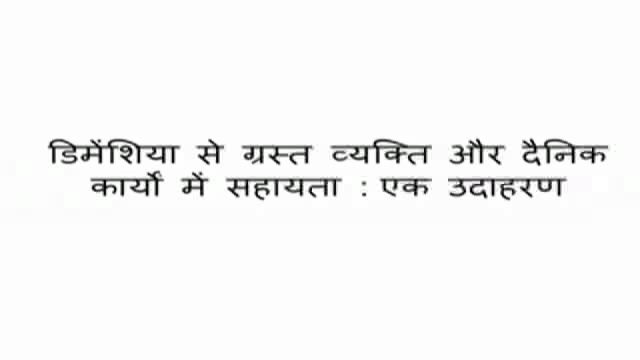 डिमेंशिया से ग्रस्त व्यक्ति और दैनिक
कार्यों में सहायता : एक उदाहरण